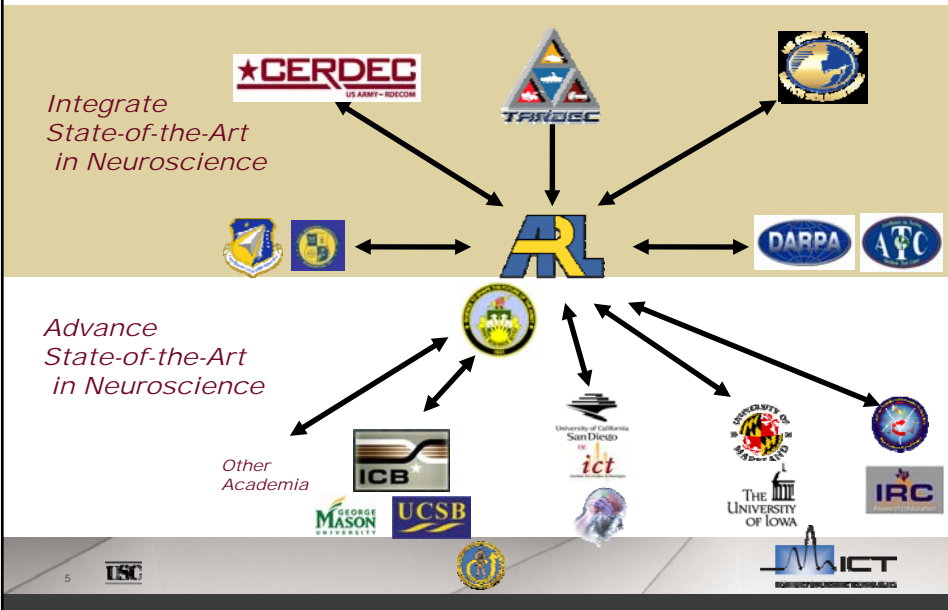 ★CERDEC
US ARMY - RDECOM
TARDEC
Integrate
State-of-the-Art
in Neuroscience
ARL
DARPA
ATC
Advance
State-of-the-Art
in Neuroscience
University of California
San Diego
ict
UNIVERSITY OF
MARYLAND
Other
Academia
ICB
GEORGE
MASON
UNIVERSITY
UCSB
THE
UNIVERSITY
OF IOWA
IRC
5
USC
ICT